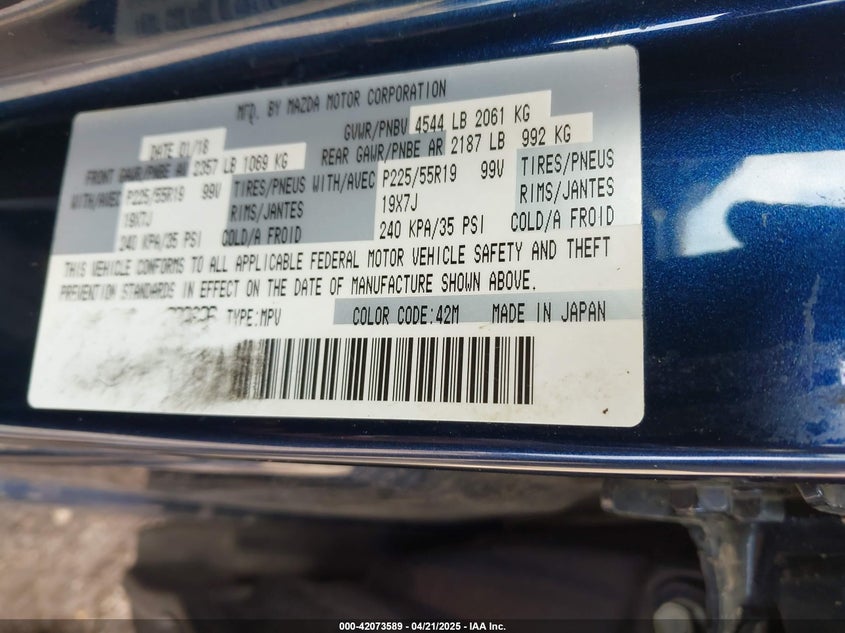 MFD. BY MAZDA MOTOR CORPORATION
DATE 01/18 GVWR/PNBV 4544 LB 2061 KG
FRONT GAWR/PNBE AV 2357 LB 1069 KG REAR GAWR/PNBE AR 2187 LB 992 KG
WITH/AVEC P225/55R19 99V TIRES/PNEUS WITH/AVEC P225/55R19 99V TIRES/PNEUS
19X7J RIMS/JANTES 19X7J RIMS/JANTES
240 KPA/35 PSI COLD/A FROID 240 KPA/35 PSI COLD/A FROID
THIS VEHICLE CONFORMS TO ALL APPLICABLE FEDERAL MOTOR VEHICLE SAFETY AND THEFT
PREVENTION STANDARDS IN EFFECT ON THE DATE OF MANUFACTURE SHOWN ABOVE.
TYPE:MPV COLOR CODE:42M MADE IN JAPAN
000-42073589 - 04/21/2025 - IAA Inc.